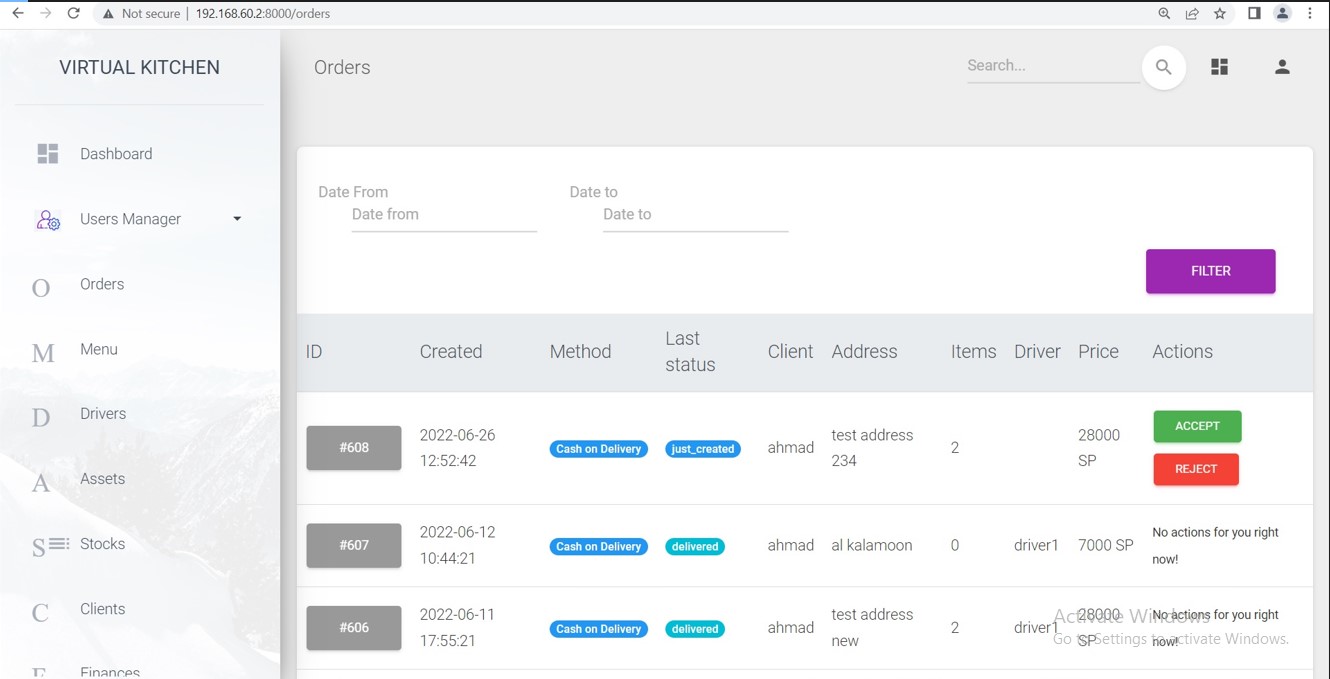 Not secure | 192.168.60.2:8000/orders
VIRTUAL KITCHEN
Orders
Search...
Dashboard
Users Manager
O Orders
M Menu
D Drivers
A Assets
S Stocks
C Clients
F Finances
Date From
Date from
Date to
Date to
FILTER
ID Created Method Last status Client Address Items Driver Price Actions
#608 2022-06-26 12:52:42 Cash on Delivery just_created ahmad test address 234 2 28000 SP ACCEPT REJECT
#607 2022-06-12 10:44:21 Cash on Delivery delivered ahmad al kalamoon 0 driver1 7000 SP No actions for you right now!
#606 2022-06-11 17:55:21 Cash on Delivery delivered ahmad test address new 2 driver1 28000 SP No actions for you right now!
Activate Windows
Go to Settings to activate Windows.